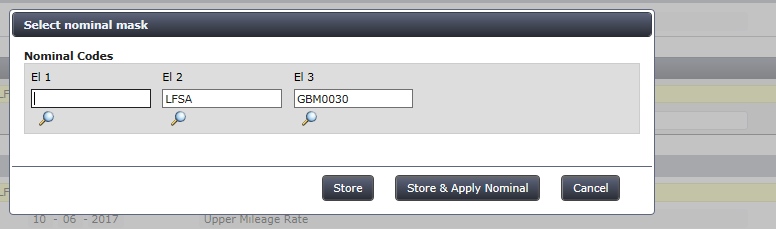 Select nominal mask
Nominal Codes
El 1 El 2 El 3
LFSA GBM0030
Store Store & Apply Nominal Cancel
10 - 06 - 2017 Upper Mileage Rate